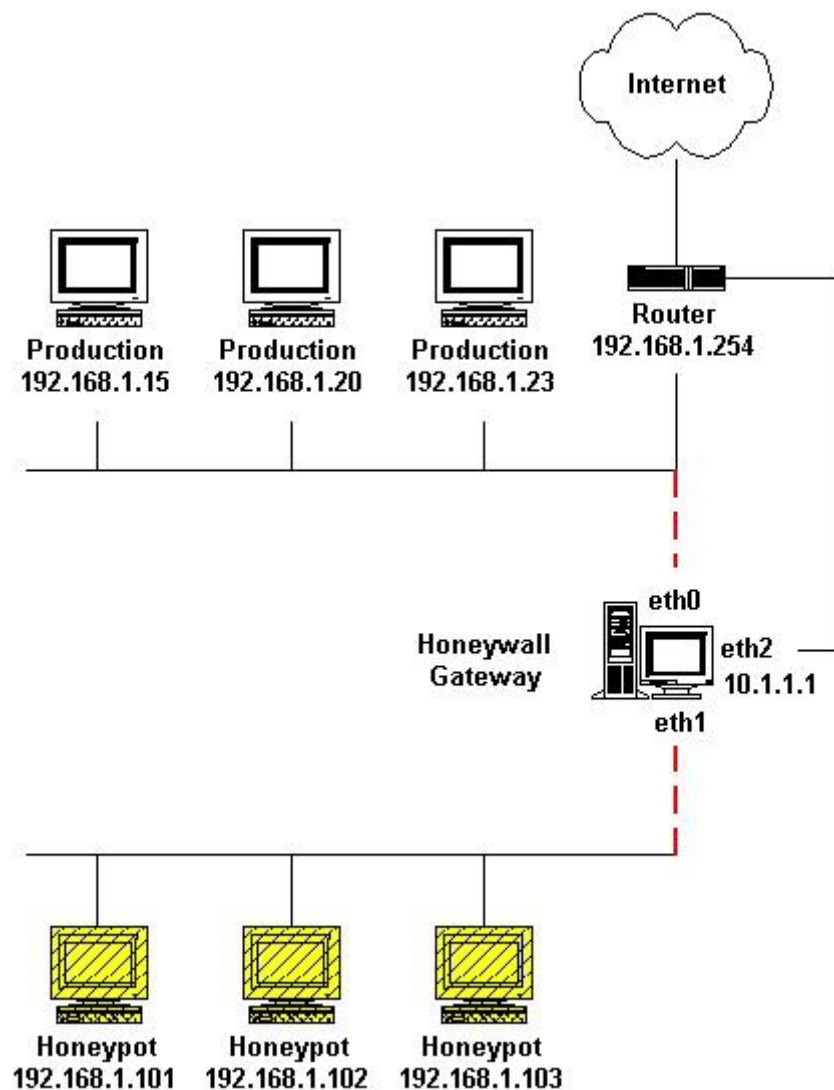 Internet
Router
192.168.1.254
Production
192.168.1.15
Production
192.168.1.20
Production
192.168.1.23
eth0
Honeywall
Gateway
eth2
10.1.1.1
eth1
Honeypot
192.168.1.101
Honeypot
192.168.1.102
Honeypot
192.168.1.103